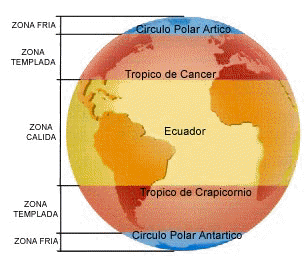 ZONA FRIA
Circulo Polar Artico
ZONA
TEMPLADA
Tropico de Cancer
ZONA
CALIDA
Ecuador
Tropico de Crapicornio
ZONA
TEMPLADA
ZONA FRIA
Circulo Polar Antartico